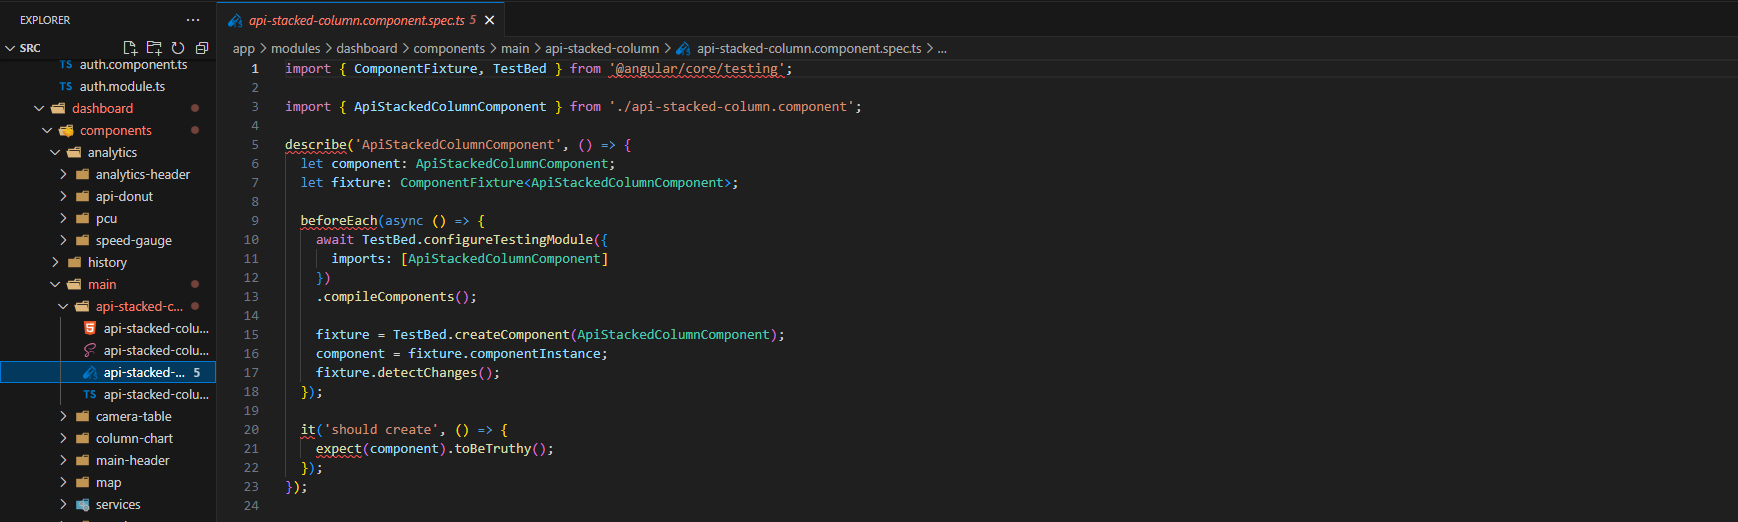 EXPLORER
···
SRC
auth.component.ts
TS auth.module.ts
dashboard
components
analytics
analytics-header
api-donut
pcu
speed-gauge
history
main
api-stacked-c...
api-stacked-colu...
api-stacked-colu...
api-stacked-... 5
TS api-stacked-colu...
camera-table
column-chart
main-header
map
services
api-stacked-column.component.spec.ts 5
app > modules > dashboard > components > main > api-stacked-column > api-stacked-column.component.spec.ts > ...
1 import { ComponentFixture, TestBed } from '@angular/core/testing';
2
3 import { ApiStackedColumnComponent } from './api-stacked-column.component';
4
5 describe('ApiStackedColumnComponent', () => {
6 let component: ApiStackedColumnComponent;
7 let fixture: ComponentFixture<ApiStackedColumnComponent>;
8
9 beforeEach(async () => {
10 await TestBed.configureTestingModule({
11 imports: [ApiStackedColumnComponent]
12 })
13 .compileComponents();
14
15 fixture = TestBed.createComponent(ApiStackedColumnComponent);
16 component = fixture.componentInstance;
17 fixture.detectChanges();
18 });
19
20 it('should create', () => {
21 expect(component).toBeTruthy();
22 });
23 });
24